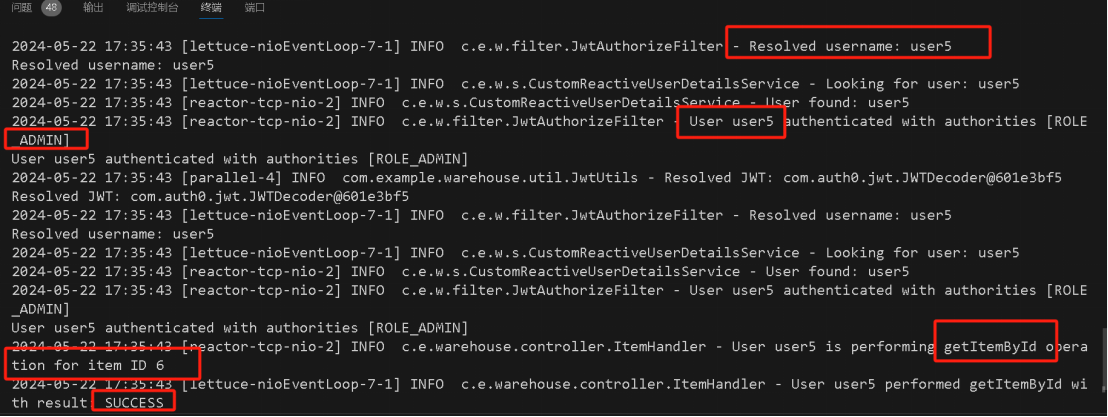 问题 48 输出 调试控制台 终端 端口
2024-05-22 17:35:43 [lettuce-nioEventLoop-7-1] INFO  c.e.w.filter.JwtAuthorizeFilter - Resolved username: user5
Resolved username: user5
2024-05-22 17:35:43 [lettuce-nioEventLoop-7-1] INFO  c.e.w.s.CustomReactiveUserDetailsService - Looking for user: user5
2024-05-22 17:35:43 [reactor-tcp-nio-2] INFO  c.e.w.s.CustomReactiveUserDetailsService - User found: user5
2024-05-22 17:35:43 [reactor-tcp-nio-2] INFO  c.e.w.filter.JwtAuthorizeFilter - User user5 authenticated with authorities [ROLE
_ADMIN]
User user5 authenticated with authorities [ROLE_ADMIN]
2024-05-22 17:35:43 [parallel-4] INFO  com.example.warehouse.util.JwtUtils - Resolved JWT: com.auth0.jwt.JWTDecoder@601e3bf5
Resolved JWT: com.auth0.jwt.JWTDecoder@601e3bf5
2024-05-22 17:35:43 [lettuce-nioEventLoop-7-1] INFO  c.e.w.filter.JwtAuthorizeFilter - Resolved username: user5
Resolved username: user5
2024-05-22 17:35:43 [lettuce-nioEventLoop-7-1] INFO  c.e.w.s.CustomReactiveUserDetailsService - Looking for user: user5
2024-05-22 17:35:43 [reactor-tcp-nio-2] INFO  c.e.w.s.CustomReactiveUserDetailsService - User found: user5
2024-05-22 17:35:43 [reactor-tcp-nio-2] INFO  c.e.w.filter.JwtAuthorizeFilter - User user5 authenticated with authorities [ROLE
_ADMIN]
User user5 authenticated with authorities [ROLE_ADMIN]
2024-05-22 17:35:43 [reactor-tcp-nio-2] INFO  c.e.warehouse.controller.ItemHandler - User user5 is performing getItemById opera
tion for item ID 6
2024-05-22 17:35:43 [lettuce-nioEventLoop-7-1] INFO  c.e.warehouse.controller.ItemHandler - User user5 performed getItemById wi
th result: SUCCESS